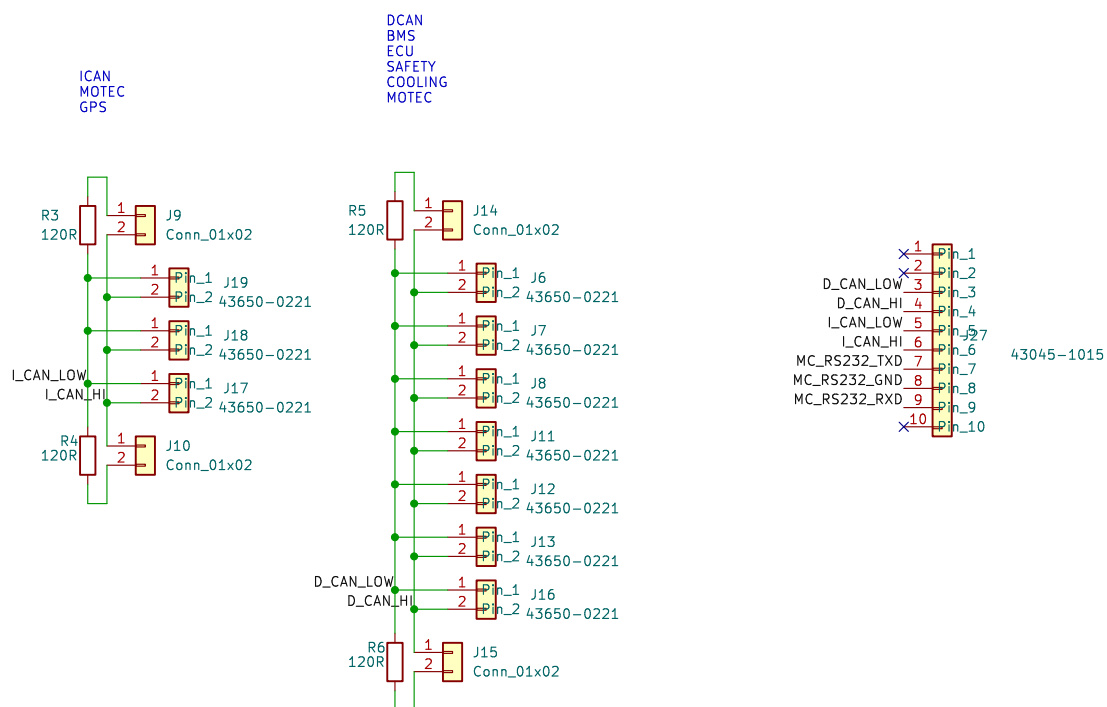 DCAN
BMS
ECU
SAFETY
COOLING
MOTEC
ICAN
MOTEC
GPS
R3
120R
1
2
J9
Conn_01x02
1
2
Pin_1
Pin_2
J19
43650-0221
1
2
Pin_1
Pin_2
J18
43650-0221
I_CAN_LOW
I_CAN_HI
1
2
Pin_1
Pin_2
J17
43650-0221
R4
120R
1
2
J10
Conn_01x02
R5
120R
1
2
J14
Conn_01x02
1
2
Pin_1
Pin_2
J6
43650-0221
1
2
Pin_1
Pin_2
J7
43650-0221
1
2
Pin_1
Pin_2
J8
43650-0221
1
2
Pin_1
Pin_2
J11
43650-0221
1
2
Pin_1
Pin_2
J12
43650-0221
1
2
Pin_1
Pin_2
J13
43650-0221
D_CAN_LOW
D_CAN_HI
1
2
Pin_1
Pin_2
J16
43650-0221
R6
120R
1
2
J15
Conn_01x02
1 Pin_1
2 Pin_2
D_CAN_LOW 3 Pin_3
D_CAN_HI 4 Pin_4
I_CAN_LOW 5 Pin_5
J27
I_CAN_HI 6 Pin_6
43045-1015
MC_RS232_TXD 7 Pin_7
MC_RS232_GND 8 Pin_8
MC_RS232_RXD 9 Pin_9
10 Pin_10